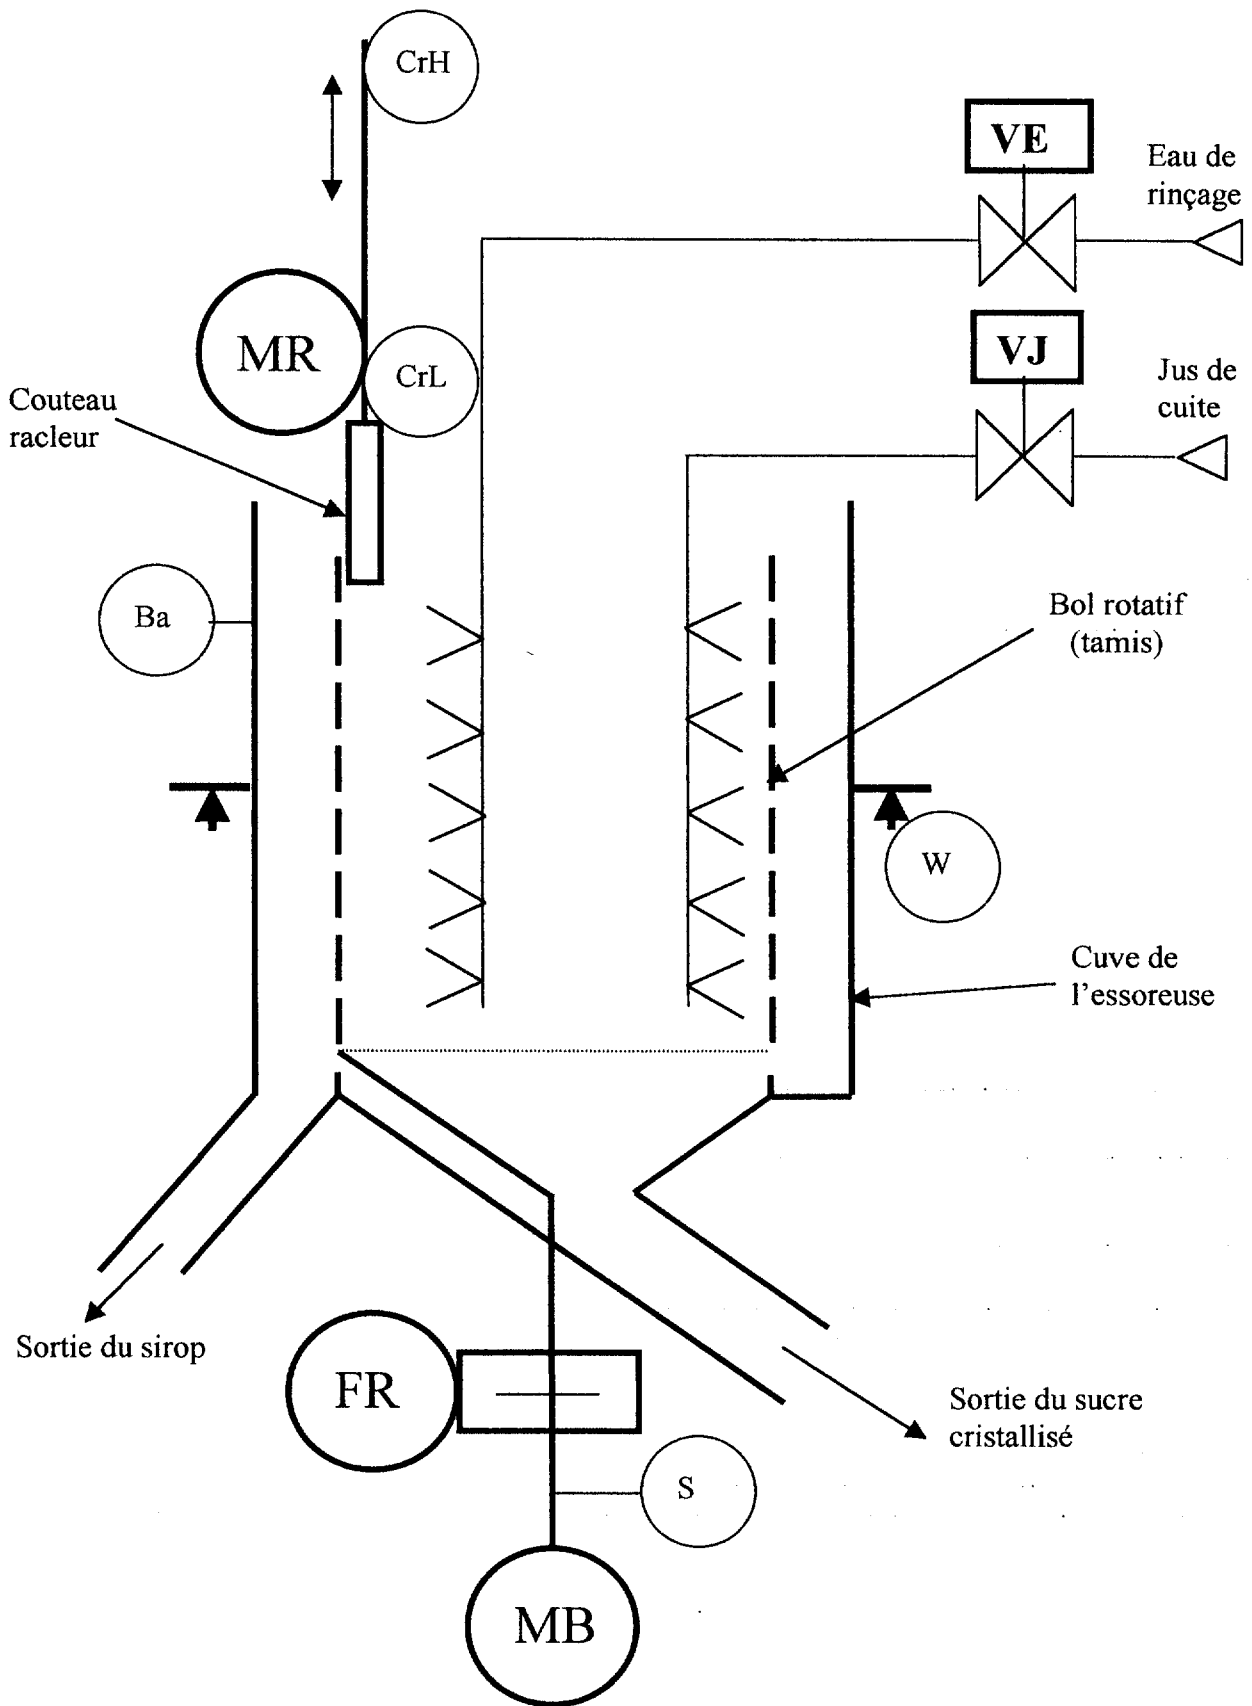 CrH
VE
Eau de
rinçage
MR
CrL
VJ
Jus de
cuite
Couteau
racleur
Ba
Bol rotatif
(tamis)
W
Cuve de
l'essoreuse
Sortie du sirop
FR
Sortie du sucre
cristallisé
S
MB